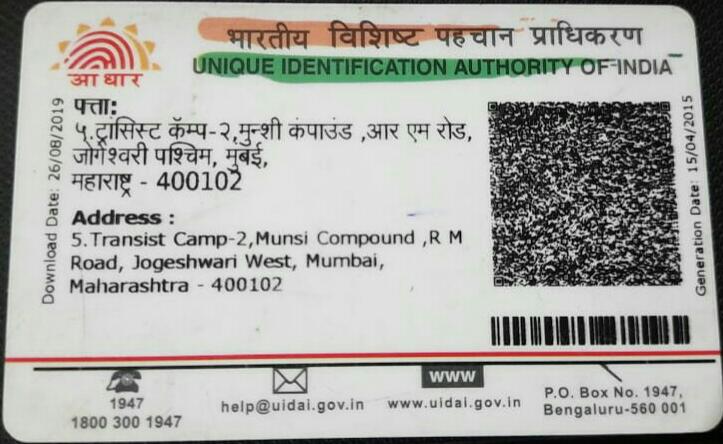 भारतीय विशिष्ट पहचान प्राधिकरण
UNIQUE IDENTIFICATION AUTHORITY OF INDIA
आधार
पत्ता:
५.ट्रांसिस्ट कॅम्प-२,मुन्शी कंपाउंड ,आर एम रोड,
जोगेश्वरी पश्चिम, मुंबई,
महाराष्ट्र - 400102
Address :
5.Transist Camp-2,Munsi Compound ,R M
Road, Jogeshwari West, Mumbai,
Maharashtra - 400102
Download Date: 26/08/2019
Generation Date: 15/04/2015
1947
1800 300 1947
help@uidai.gov.in
WWW
www.uidai.gov.in
P.O. Box No. 1947,
Bengaluru-560 001